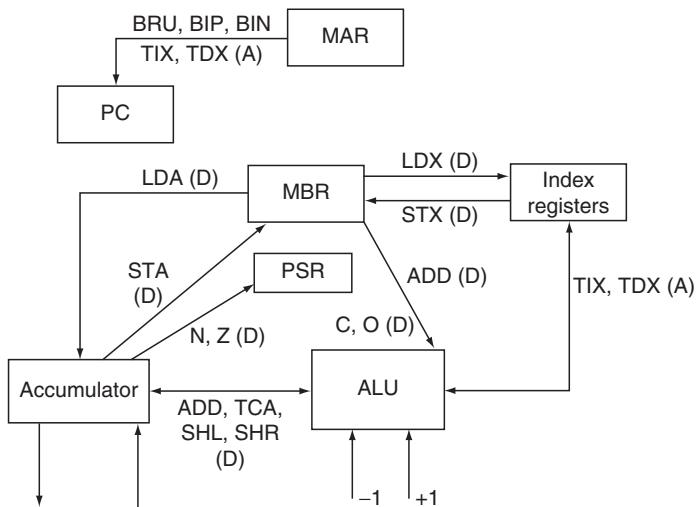 BRU, BIP, BIN
MAR
TIX, TDX (A)
PC
LDX (D)
LDA (D)
MBR
Index
registers
STX (D)
STA
(D)
PSR
ADD (D)
TIX, TDX (A)
N, Z (D)
C, O (D)
Accumulator
ALU
ADD, TCA,
SHL, SHR
(D)
−1
+1